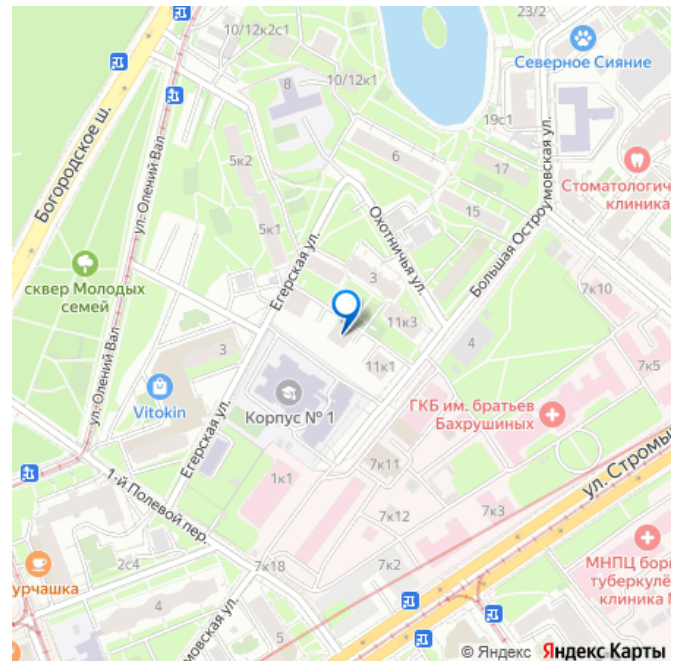 23/2
10/12к2с1
Северное Сияние
10/12к1
8
19с1
Богородское ш.
ул. Олений Вал
5к2
6
17
Стоматологич
клиника
Большая Остроумовская ул.
15
Охотничья ул.
5к1
Егерская ул.
сквер Молодых
семей
3
7к10
11к3
4
3
11к1
7к5
ул. Олений Вал
Vitokin
Корпус № 1
ГКБ им. братьев
Бахрушиных
Егерская ул.
7к11
1к1
ул. Стромы
1-й Полевой пер.
7к12
7к3
МНПЦ бор
туберкулё
клиника
2с4
7к18
7к2
урчашка
4
5
умовская ул.
© Яндекс Яндекс Карты